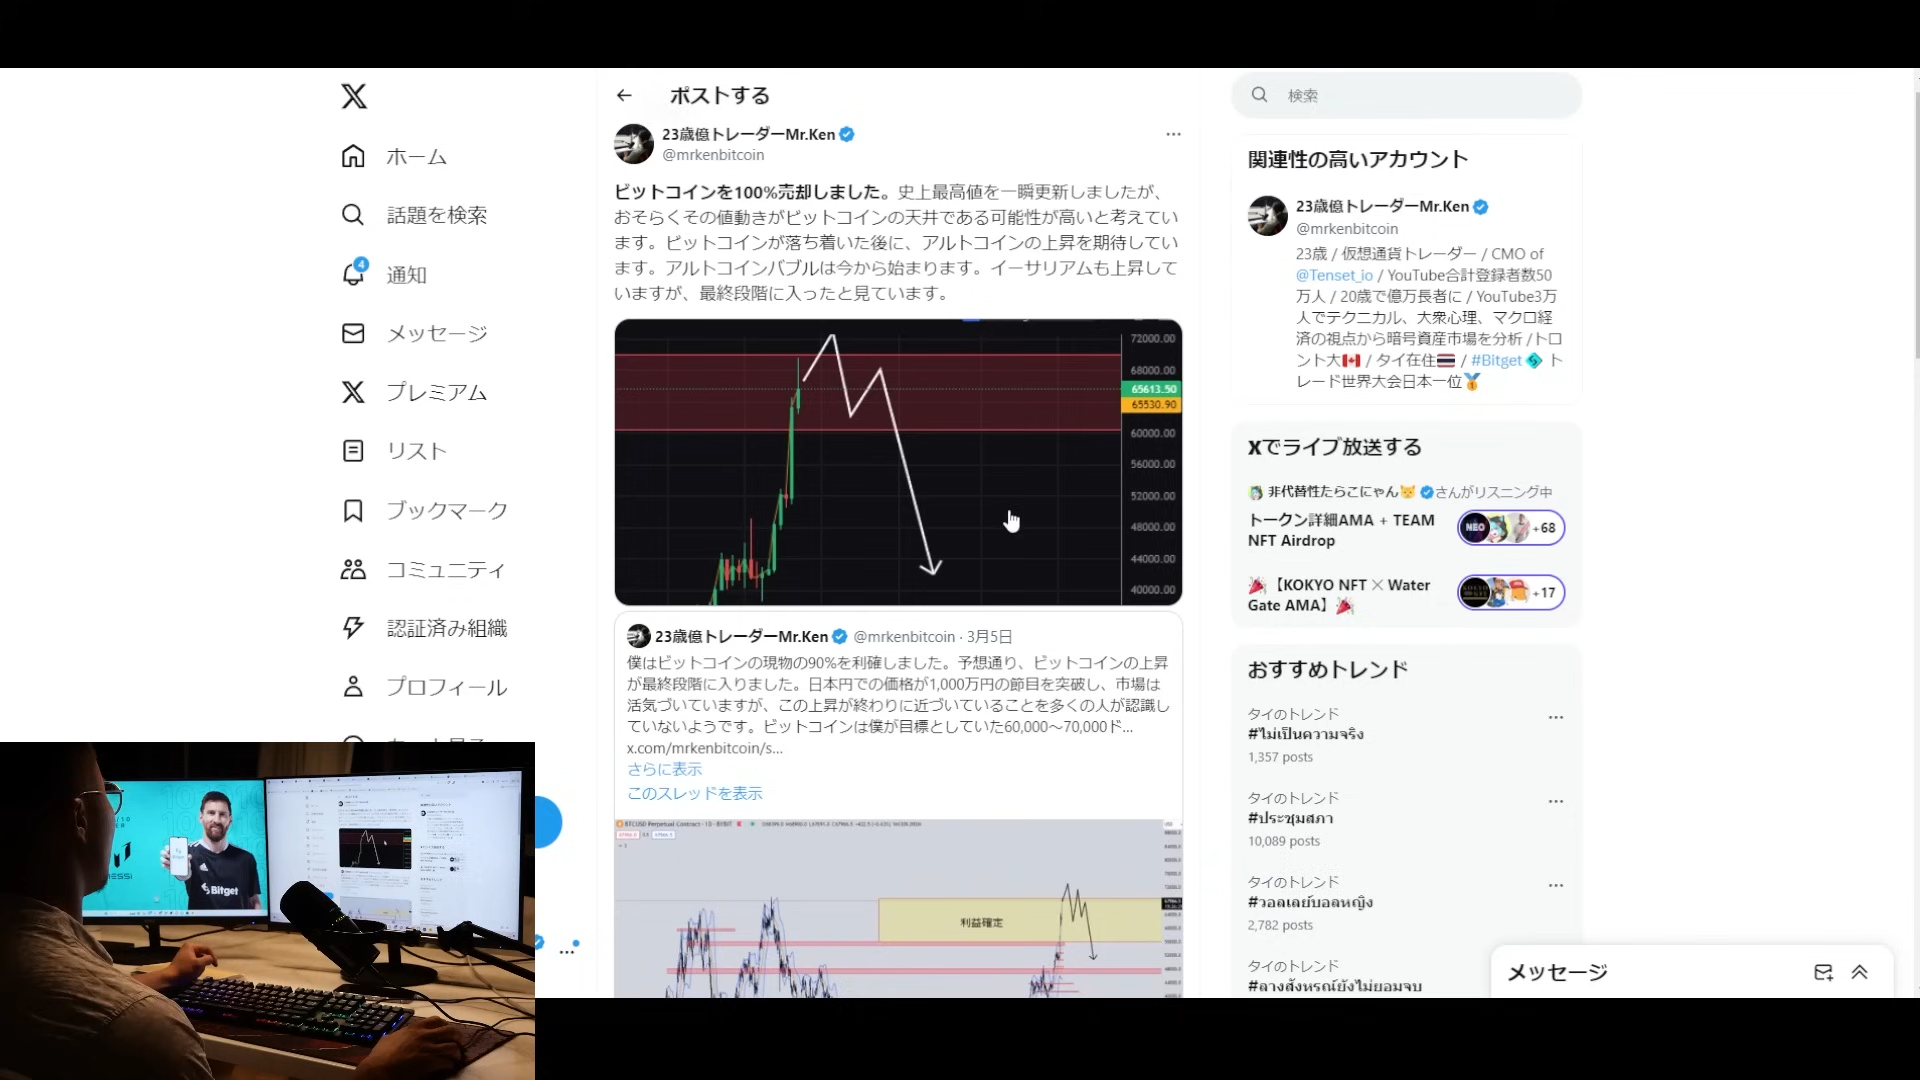 ホーム
話題を検索
4
通知
メッセージ
プレミアム
リスト
ブックマーク
コミュニティ
認証済み組織
プロフィール
ポストする
23歳億トレーダーMr.Ken
@mrkenbitcoin
ビットコインを100%売却しました。史上最高値を一瞬更新しましたが、
おそらくその値動きがビットコインの天井である可能性が高いと考えてい
ます。ビットコインが落ち着いた後に、アルトコインの上昇を期待してい
ます。アルトコインバブルは今から始まります。イーサリアムも上昇して
いますが、最終段階に入ったと見ています。
72000.00
68000.00
65613.50
65530.90
60000.00
56000.00
52000.00
48000.00
44000.00
40000.00
23歳億トレーダーMr.Ken @mrkenbitcoin · 3月5日
僕はビットコインの現物の90%を利確しました。予想通り、ビットコインの上昇
が最終段階に入りました。日本円での価格が1,000万円の節目を突破し、市場は
活気づいていますが、この上昇が終わりに近づいていることを多くの人が認識し
ていないようです。ビットコインは僕が目標としていた60,000〜70,000ド...
x.com/mrkenbitcoin/s...
さらに表示
このスレッドを表示
利益確定
検索
関連性の高いアカウント
23歳億トレーダーMr.Ken
@mrkenbitcoin
23歳 / 仮想通貨トレーダー / CMO of
@Tenset_io / YouTube合計登録者数50
万人 / 20歳で億万長者に / YouTube3万
人でテクニカル、大衆心理、マクロ経
済の視点から暗号資産市場を分析 /トロ
ント大🇨🇦 / タイ在住🇹🇭 / #Bitget ト
レード世界大会日本一位🥇
Xでライブ放送する
非代替性たらこにゃん🐱さんがリスニング中
トークン詳細AMA + TEAM
NFT Airdrop
NEO
+68
🎉【KOKYO NFT × Water
Gate AMA】🎉
+17
おすすめトレンド
タイのトレンド
#ไม่เป็นความจริง
1,357 posts
タイのトレンド
#ประชุมสภา
10,089 posts
タイのトレンド
#วอลเลย์บอลหญิง
2,782 posts
タイのトレンド
メッセージ
Bitget